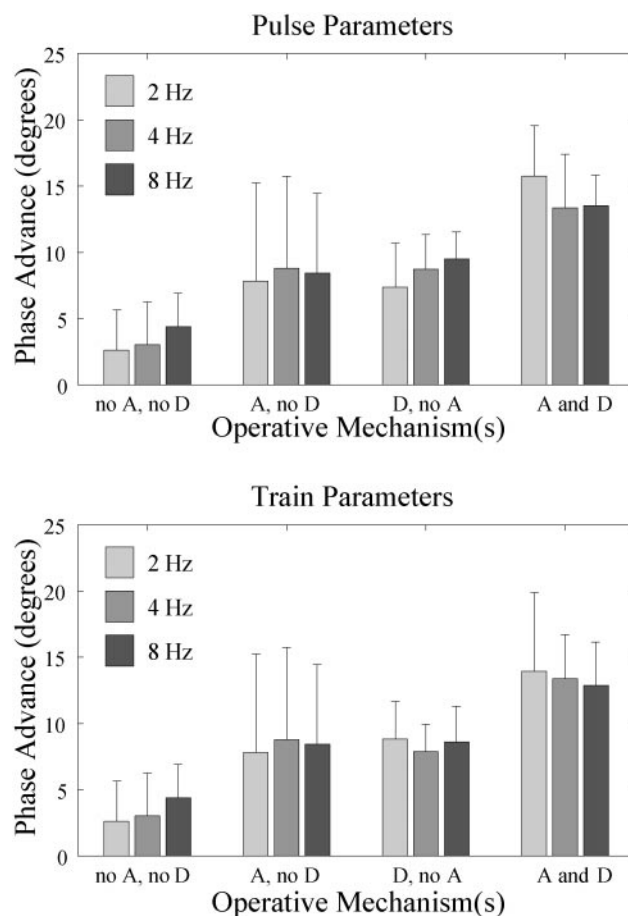 Pulse Parameters
25
20
15
10
5
0
Phase Advance (degrees)
2 Hz
4 Hz
8 Hz
no A, no D
A, no D
D, no A
A and D
Operative Mechanism(s)
Train Parameters
25
20
15
10
5
0
Phase Advance (degrees)
2 Hz
4 Hz
8 Hz
no A, no D
A, no D
D, no A
A and D
Operative Mechanism(s)